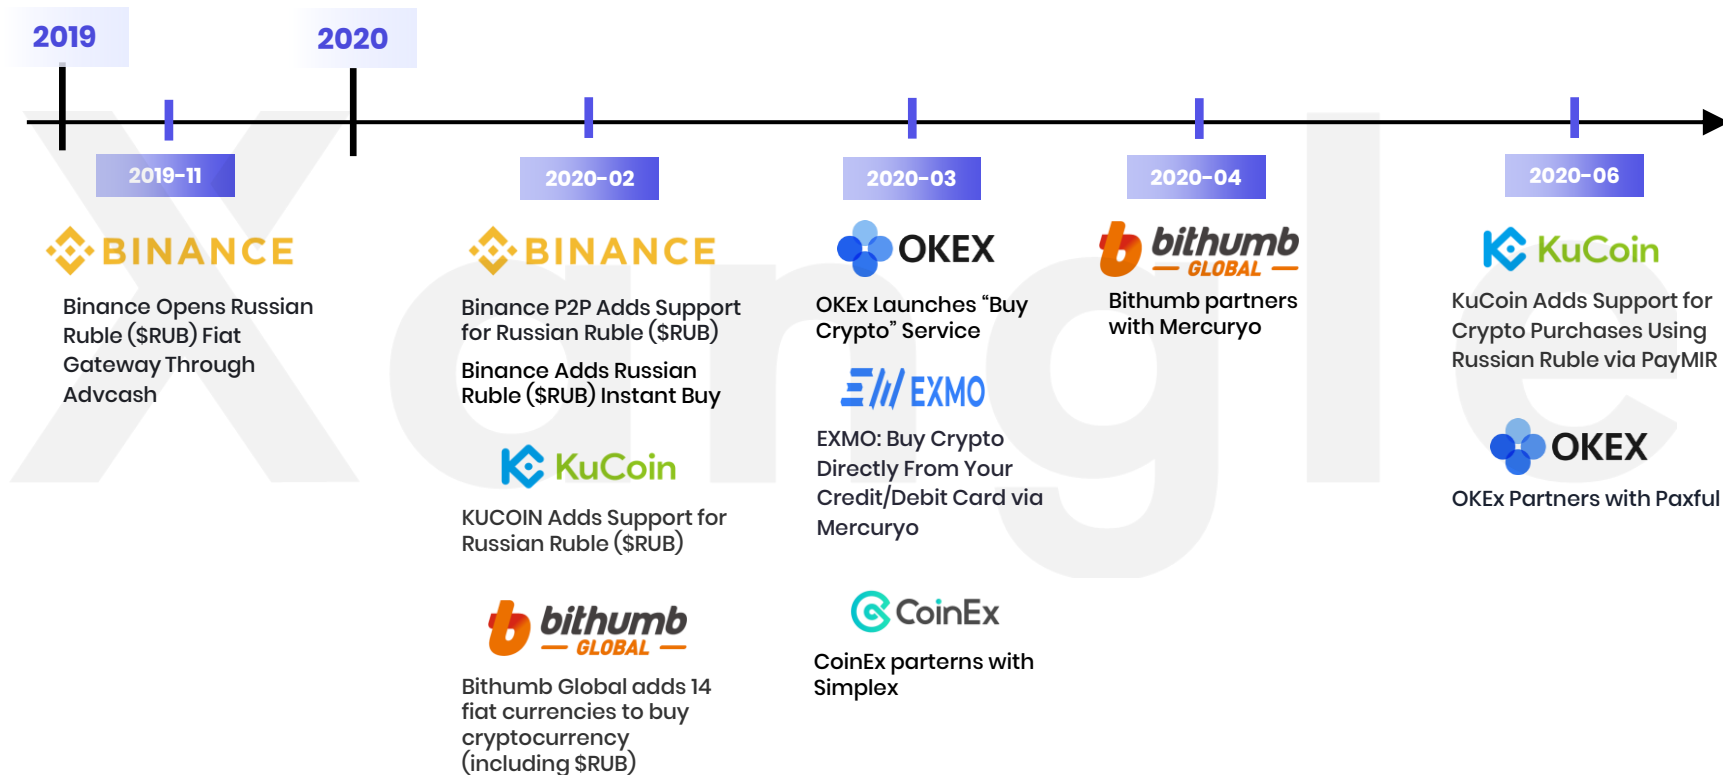 2019
2020
2019-11
2020-02
2020-03
2020-04
2020-06
BINANCE
Binance Opens Russian
Ruble ($RUB) Fiat
Gateway Through
Advcash
BINANCE
Binance P2P Adds Support
for Russian Ruble ($RUB)
Binance Adds Russian
Ruble ($RUB) Instant Buy
KuCoin
KUCOIN Adds Support for
Russian Ruble ($RUB)
bithumb
GLOBAL
Bithumb Global adds 14
fiat currencies to buy
cryptocurrency
(including $RUB)
OKEX
OKEx Launches “Buy
Crypto” Service
EXMO
EXMO: Buy Crypto
Directly From Your
Credit/Debit Card via
Mercuryo
CoinEx
CoinEx parterns with
Simplex
bithumb
GLOBAL
Bithumb partners
with Mercuryo
KuCoin
KuCoin Adds Support for
Crypto Purchases Using
Russian Ruble via PayMIR
OKEX
OKEx Partners with Paxful
Xangle